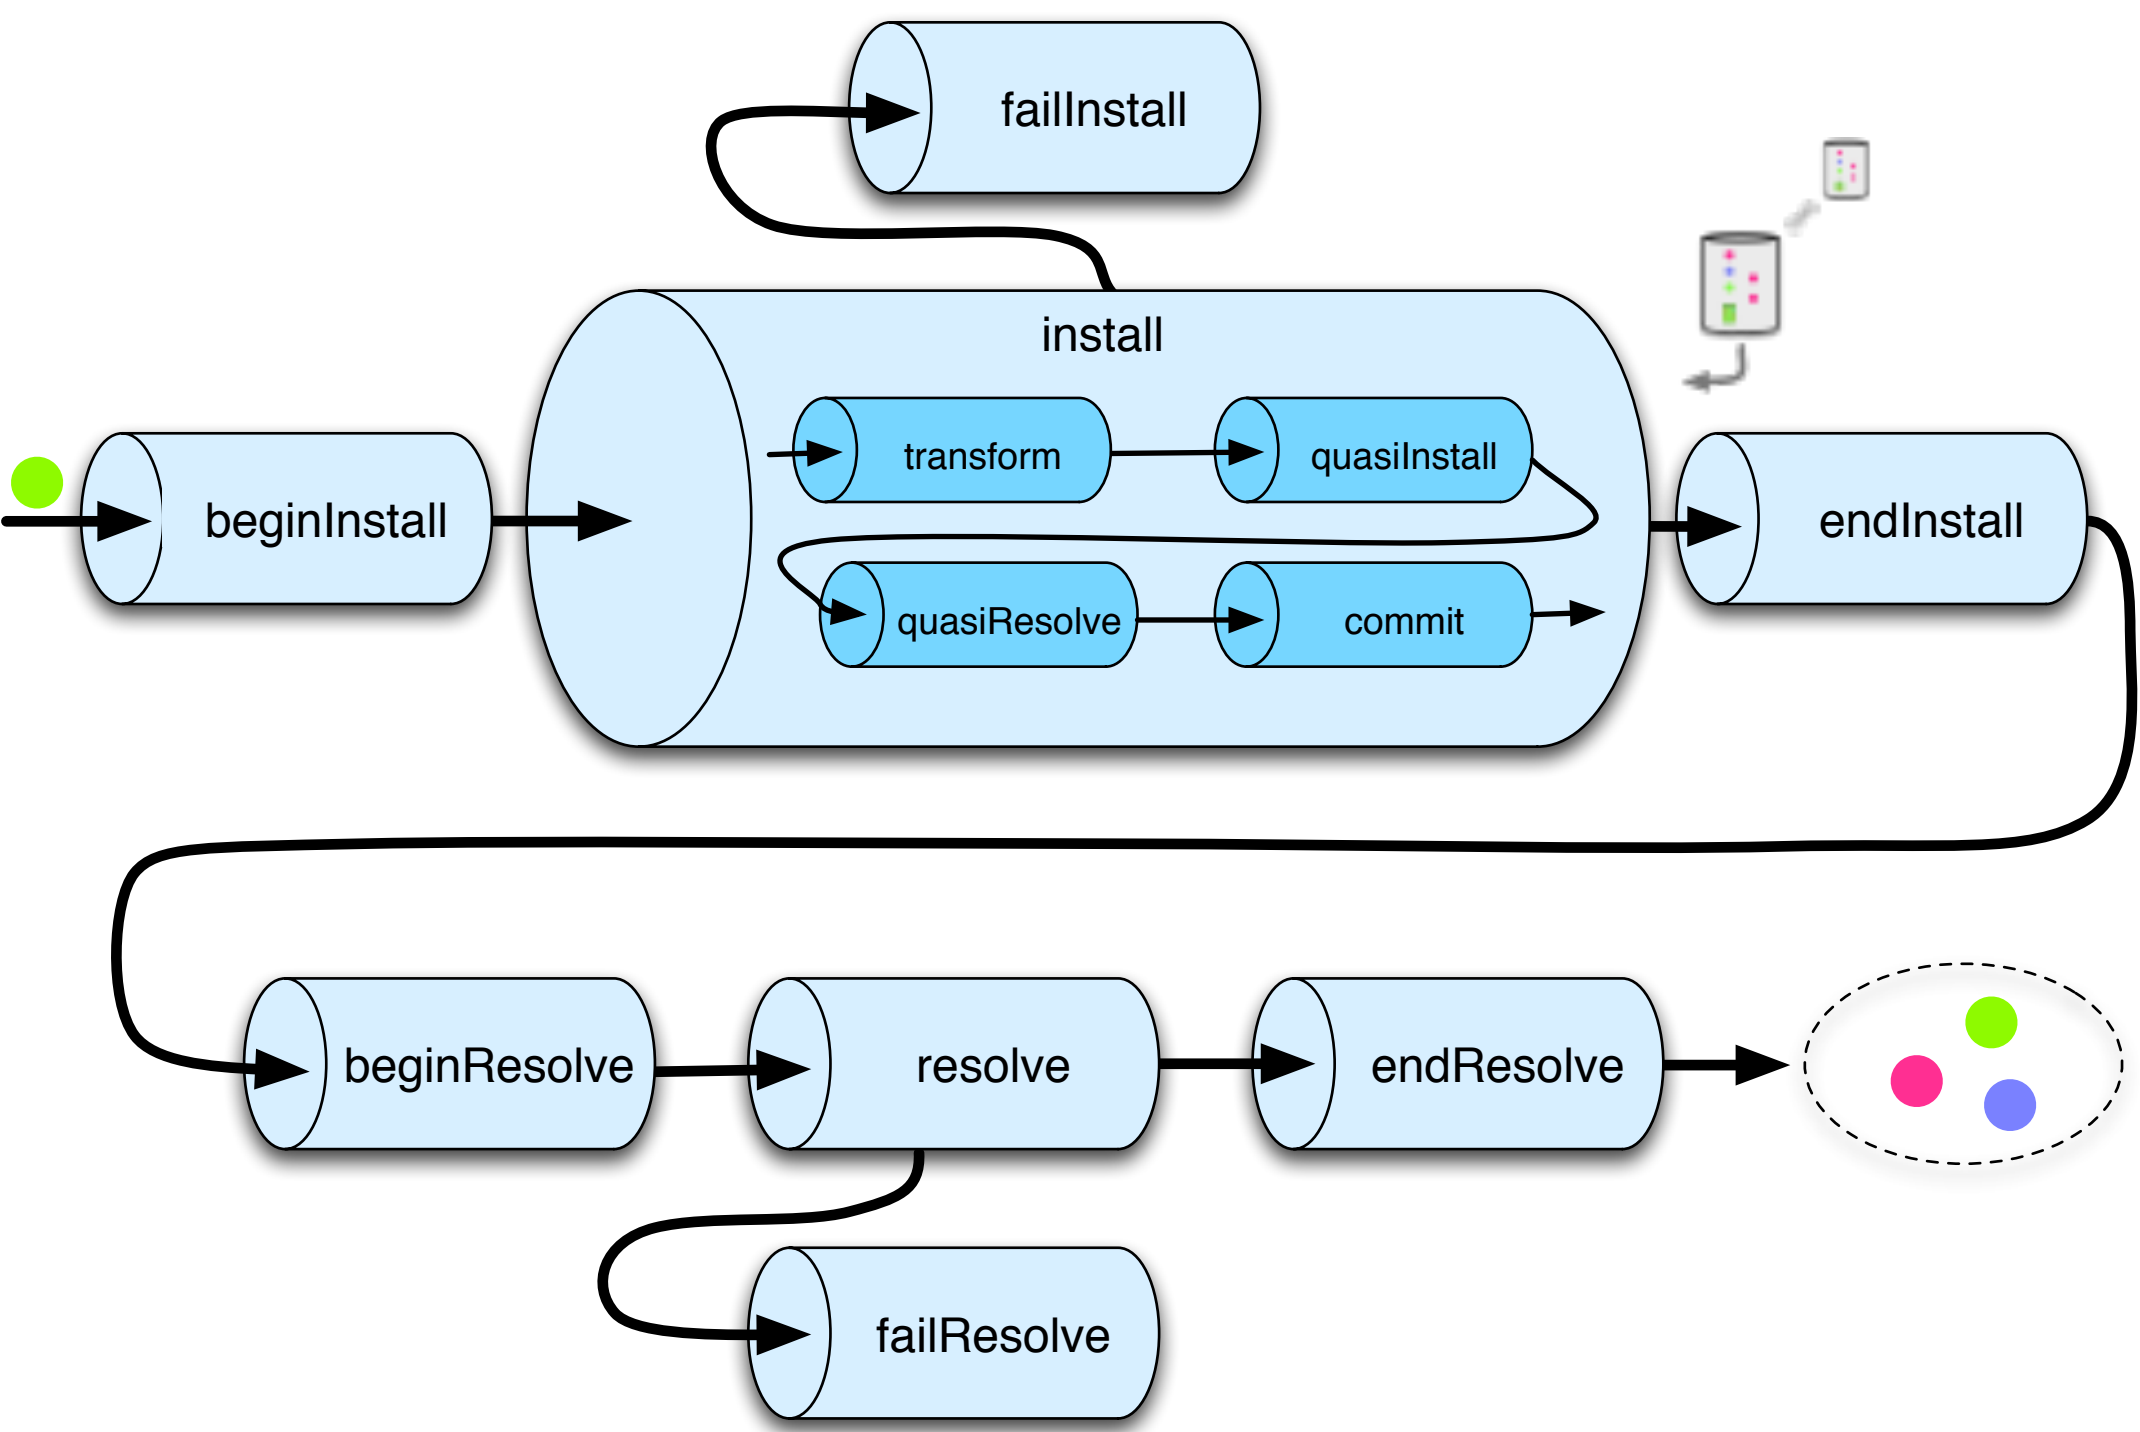 failInstall
install
transform
quasiInstall
beginInstall
endInstall
quasiResolve
commit
beginResolve
resolve
endResolve
failResolve